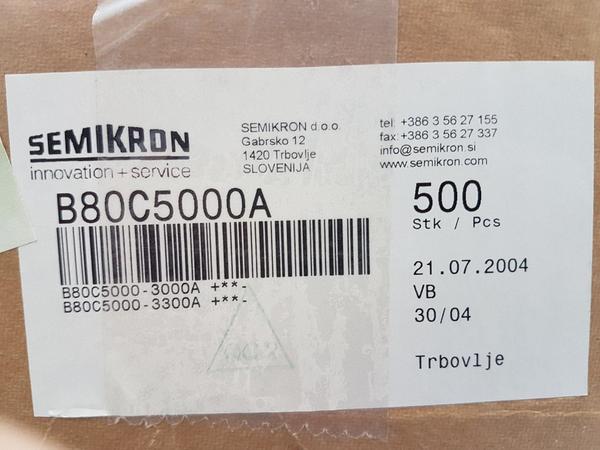 SEMIKRON
innovation + service
SEMIKRON d.o.o.
Gabrsko 12
1420 Trbovlje
SLOVENIJA
tel: +386 3 56 27 155
fax:+386 3 56 27 337
info@semikron.si
www.semikron.com
B80C5000A
500
Stk / Pcs
B80C5000-3000A +**-
B80C5000-3300A +**-
21.07.2004
VB
30/04
Trbovlje